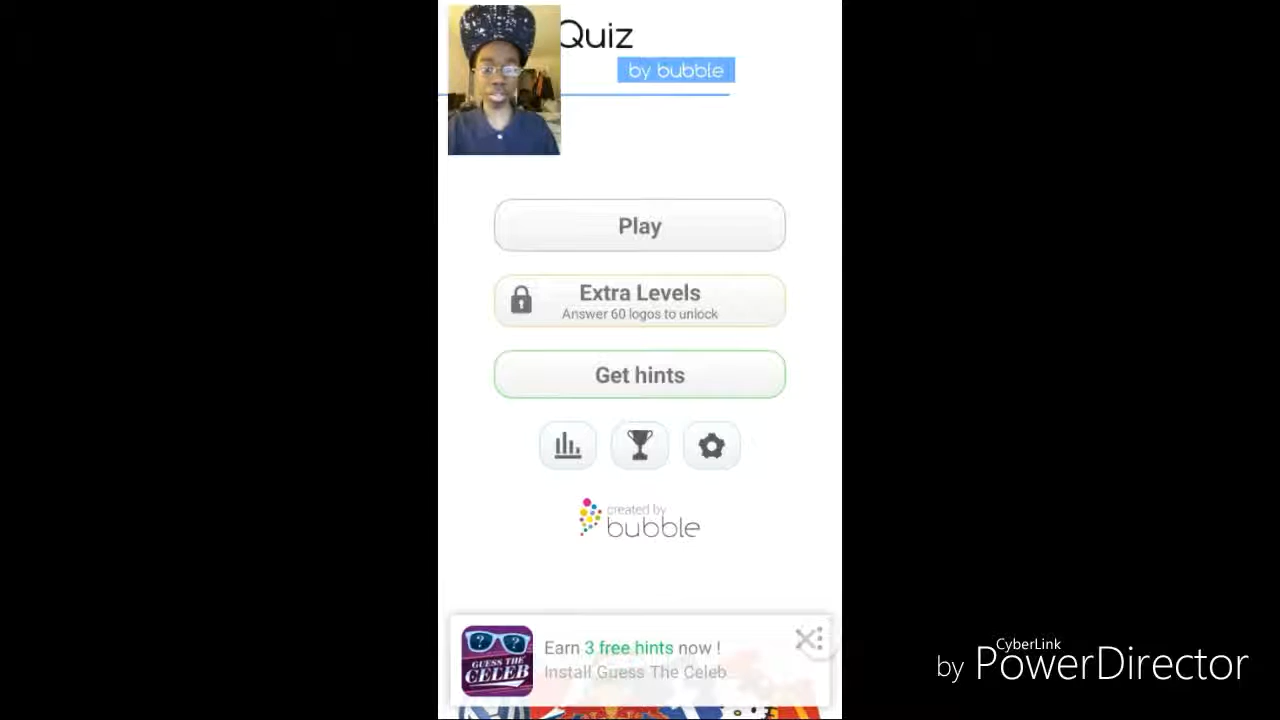 Quiz
by bubble
Play
Extra Levels
Answer 60 logos to unlock
Get hints
created by
bubble
Earn 3 free hints now !
Install Guess The Celeb
? ?
GUESS THE
CELEB
CyberLink
by PowerDirector